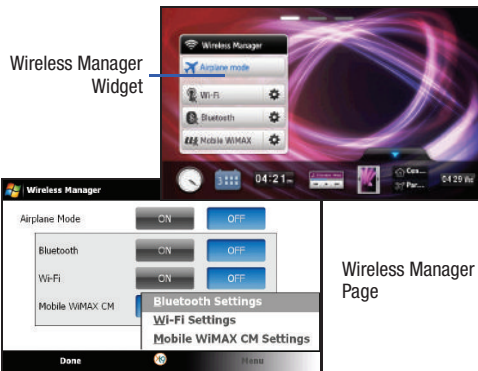 Wireless Manager
Widget
Wireless Manager
Airplane mode
Wi-Fi
Bluetooth
Mobile WiMAX
04:21
Con...
Par...
04:29
Wireless Manager
Airplane Mode ON OFF
Bluetooth ON OFF
Wi-Fi ON OFF
Mobile WiMAX CM
Bluetooth Settings
Wi-Fi Settings
Mobile WiMAX CM Settings
Done Menu
Wireless Manager
Page